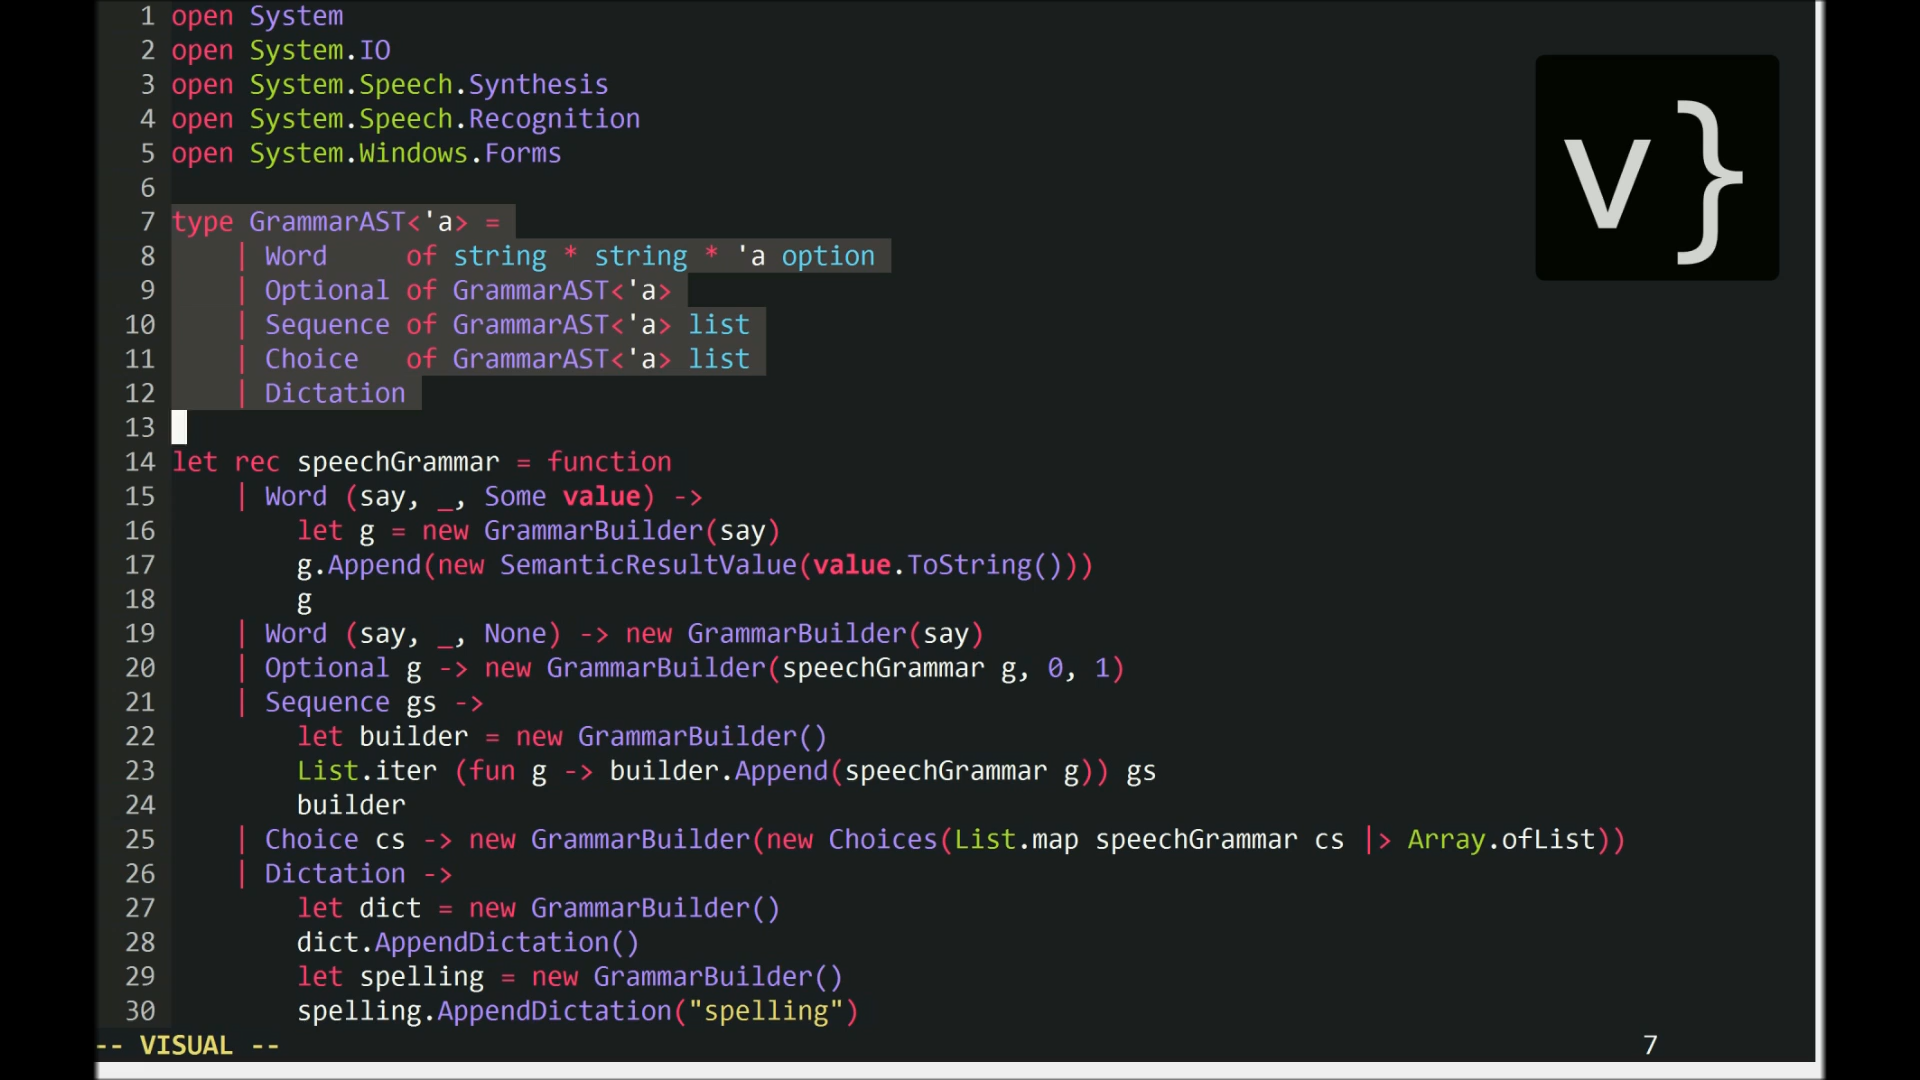 1 open System
2 open System.IO
3 open System.Speech.Synthesis
4 open System.Speech.Recognition
5 open System.Windows.Forms
6
7 type GrammarAST<'a> =
8     | Word     of string * string * 'a option
9     | Optional of GrammarAST<'a>
10     | Sequence of GrammarAST<'a> list
11     | Choice   of GrammarAST<'a> list
12     | Dictation
13
14 let rec speechGrammar = function
15     | Word (say, _, Some value) ->
16         let g = new GrammarBuilder(say)
17         g.Append(new SemanticResultValue(value.ToString()))
18         g
19     | Word (say, _, None) -> new GrammarBuilder(say)
20     | Optional g -> new GrammarBuilder(speechGrammar g, 0, 1)
21     | Sequence gs ->
22         let builder = new GrammarBuilder()
23         List.iter (fun g -> builder.Append(speechGrammar g)) gs
24         builder
25     | Choice cs -> new GrammarBuilder(new Choices(List.map speechGrammar cs |> Array.ofList))
26     | Dictation ->
27         let dict = new GrammarBuilder()
28         dict.AppendDictation()
29         let spelling = new GrammarBuilder()
30         spelling.AppendDictation("spelling")
-- VISUAL -- 7
v}